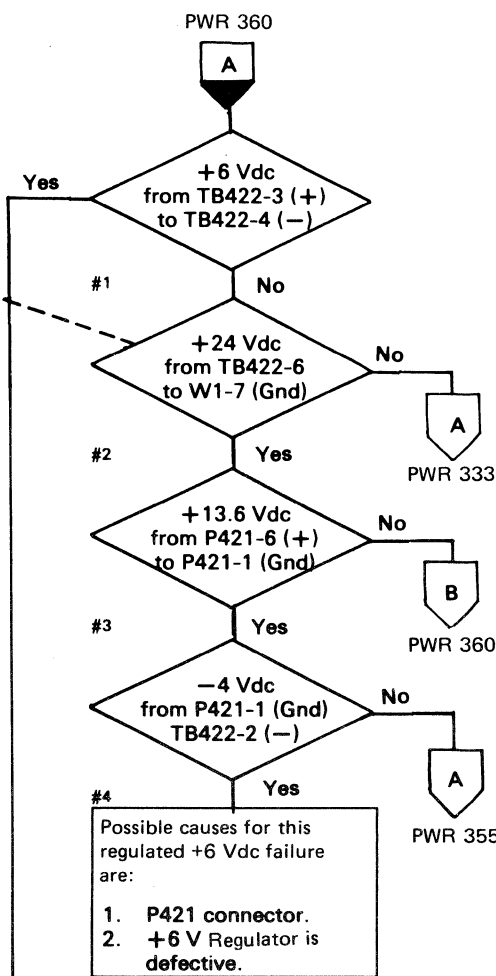 PWR 360
A
Yes
+6 Vdc
from TB422-3 (+)
to TB422-4 (−)
#1
No
+24 Vdc
from TB422-6
to W1-7 (Gnd)
No
A
PWR 333
#2
Yes
+13.6 Vdc
from P421-6 (+)
to P421-1 (Gnd)
No
B
PWR 360
#3
Yes
−4 Vdc
from P421-1 (Gnd)
TB422-2 (−)
No
A
PWR 355
#4
Yes
Possible causes for this
regulated +6 Vdc failure
are:
1. P421 connector.
2. +6 V Regulator is
defective.